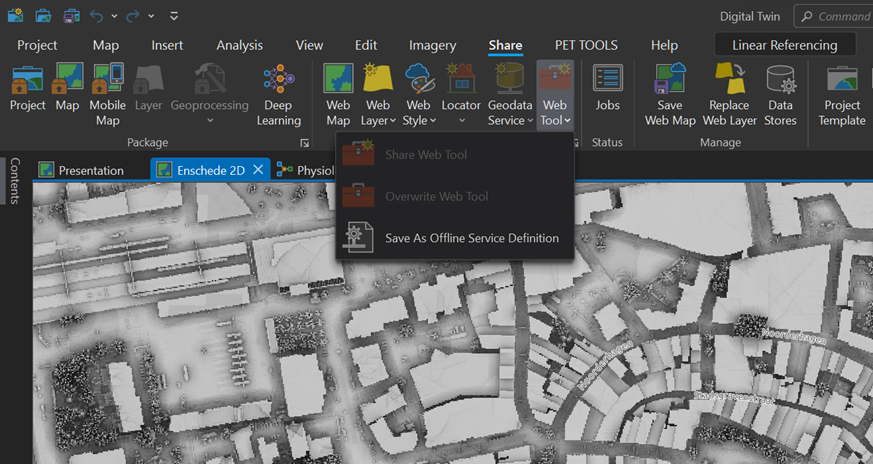 Digital Twin
Command
Project Map Insert Analysis View Edit Imagery Share PET TOOLS Help Linear Referencing
Project Map Mobile Map Layer Geoprocessing Deep Learning
Web Map Web Layer Web Style Locator Geodata Service Web Tool
Jobs
Save Web Map Replace Web Layer Data Stores
Project Template
Package Status Manage
Contents
Presentation Enschede 2D Physiol
Share Web Tool
Overwrite Web Tool
Save As Offline Service Definition
Noorderhagen
Noorderhagen